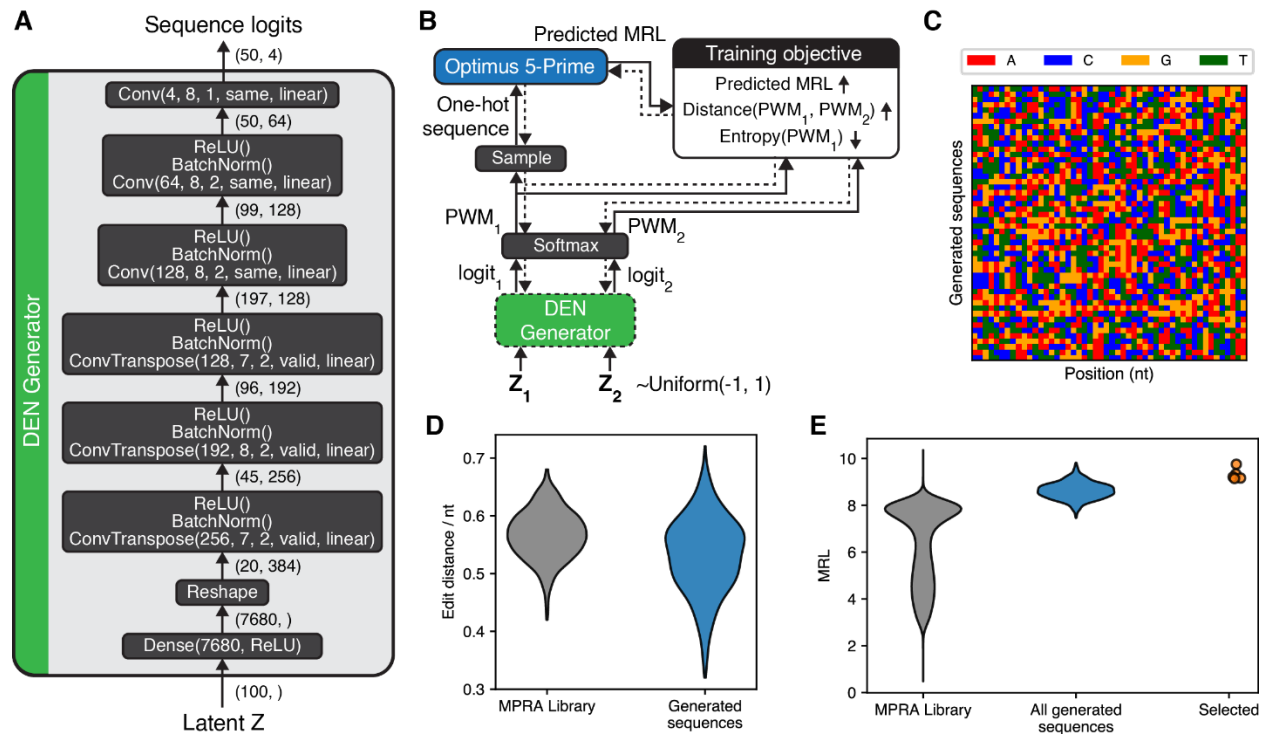 A
Sequence logits
(50, 4)
Conv(4, 8, 1, same, linear)
(50, 64)
ReLU()
BatchNorm()
Conv(64, 8, 2, same, linear)
(99, 128)
ReLU()
BatchNorm()
Conv(128, 8, 2, same, linear)
(197, 128)
ReLU()
BatchNorm()
ConvTranspose(128, 7, 2, valid, linear)
(96, 192)
ReLU()
BatchNorm()
ConvTranspose(192, 8, 2, valid, linear)
(45, 256)
ReLU()
BatchNorm()
ConvTranspose(256, 7, 2, valid, linear)
(20, 384)
Reshape
(7680, )
Dense(7680, ReLU)
(100, )
Latent Z
DEN Generator
B
Predicted MRL
Optimus 5-Prime
Training objective
Predicted MRL
Distance(PWM1, PWM2)
Entropy(PWM1)
One-hot
sequence
Sample
PWM1
PWM2
Softmax
logit1
logit2
DEN
Generator
Z1
Z2
~Uniform(-1, 1)
C
A
C
G
T
Generated sequences
Position (nt)
D
Edit distance / nt
0.7
0.6
0.5
0.4
0.3
MPRA Library
Generated
sequences
E
MRL
10
8
6
4
2
0
MPRA Library
All generated
sequences
Selected